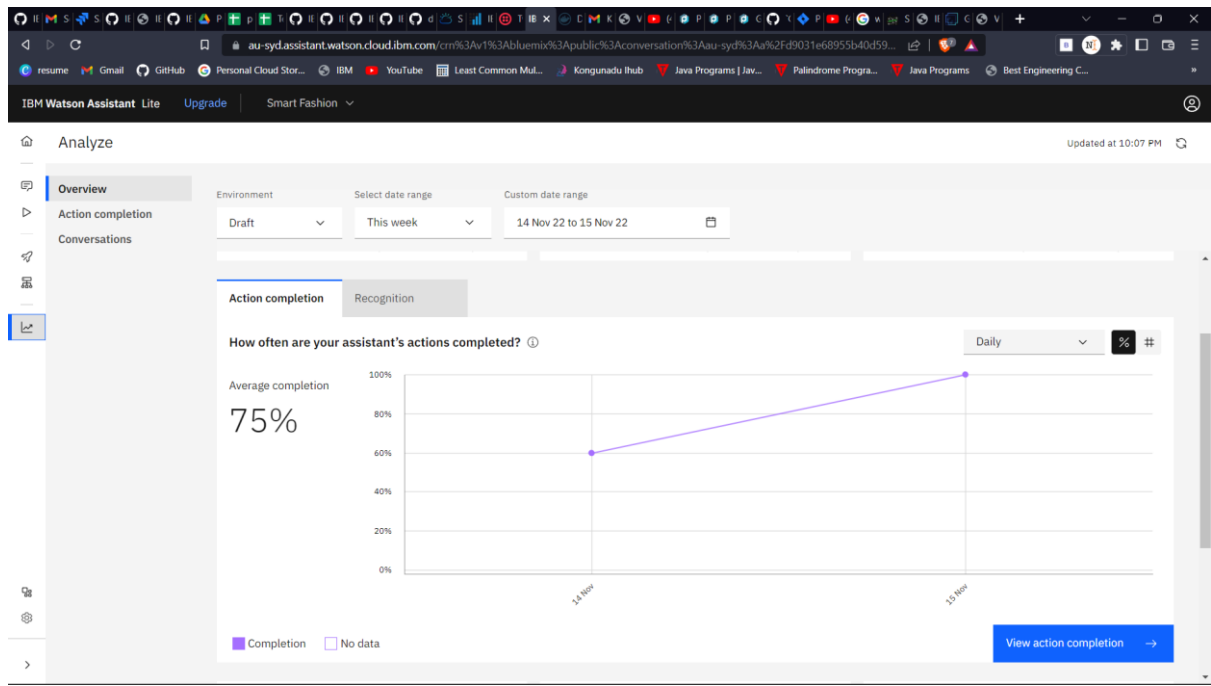 au-syd.assistant.watson.cloud.ibm.com/crn%3Av1%3Abluemix%3Apublic%3Aconversation%3Aau-syd%3Aa%2Fd9031e68955b40d59...
resume Gmail GitHub Personal Cloud Stor... IBM YouTube Least Common Mul... Kongunadu Ihub Java Programs | Jav... Palindrome Progra... Java Programs Best Engineering C... »
IBM Watson Assistant Lite Upgrade Smart Fashion
Analyze Updated at 10:07 PM
Overview
Action completion
Conversations
Environment Select date range Custom date range
Draft This week 14 Nov 22 to 15 Nov 22
Action completion Recognition
How often are your assistant's actions completed? Daily % #
Average completion
75%
100%
80%
60%
40%
20%
0%
14 Nov 15 Nov
Completion No data
View action completion →